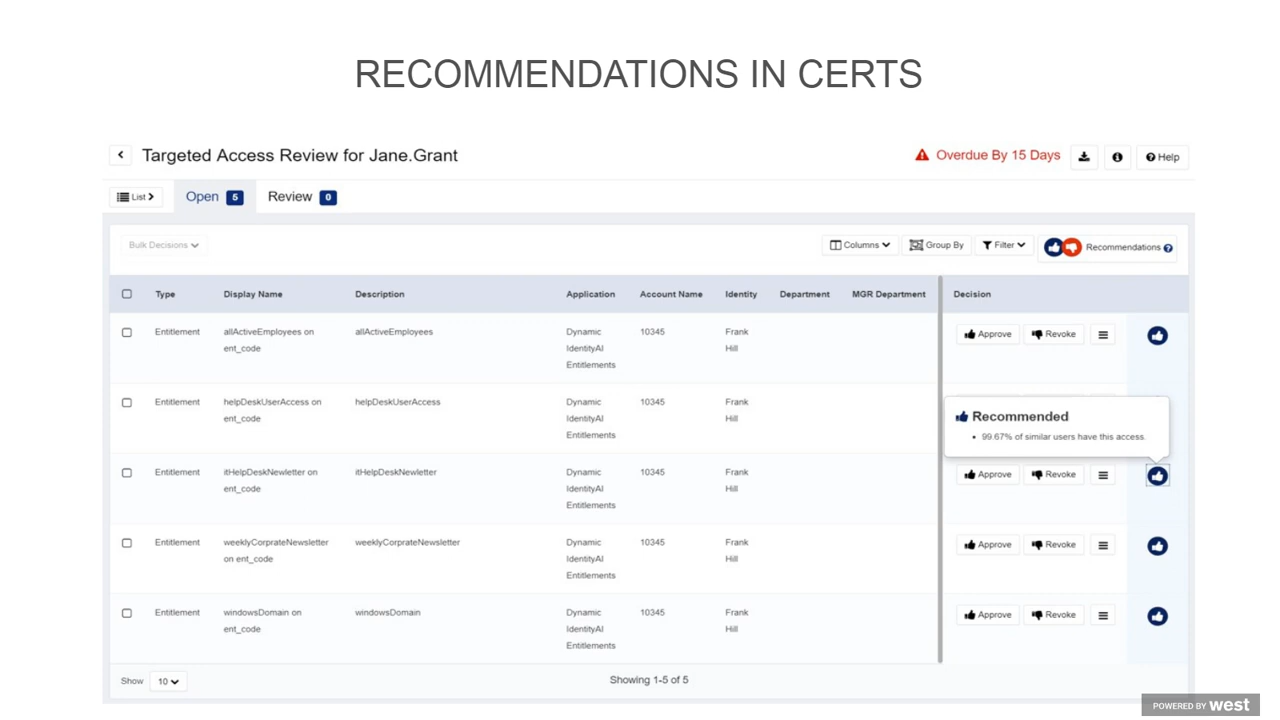 RECOMMENDATIONS IN CERTS
Targeted Access Review for Jane.Grant
Overdue By 15 Days
Help
List
Open 5
Review 0
Bulk Decisions
Columns
Group By
Filter
Recommendations
Type Display Name Description Application Account Name Identity Department MGR Department Decision
Entitlement allActiveEmployees on allActiveEmployees Dynamic 10345 Frank Approve Revoke
ent_code IdentityAI Hill
Entitlements
Entitlement helpDeskUserAccess on helpDeskUserAccess Dynamic 10345 Frank
ent_code IdentityAI Hill
Entitlements
Recommended
99.67% of similar users have this access.
Entitlement itHelpDeskNewletter on itHelpDeskNewletter Dynamic 10345 Frank Approve Revoke
ent_code IdentityAI Hill
Entitlements
Entitlement weeklyCorprateNewsletter weeklyCorprateNewsletter Dynamic 10345 Frank Approve Revoke
on ent_code IdentityAI Hill
Entitlements
Entitlement windowsDomain on windowsDomain Dynamic 10345 Frank Approve Revoke
ent_code IdentityAI Hill
Entitlements
Show 10
Showing 1-5 of 5
POWERED BY west